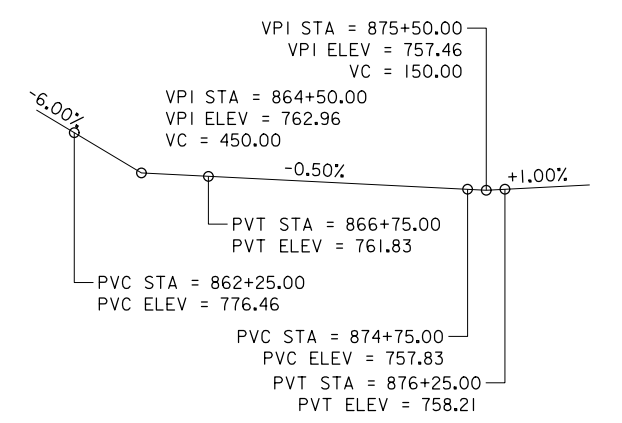 VPI STA = 875+50.00
VPI ELEV = 757.46
VC = 150.00
-6.00%
VPI STA = 864+50.00
VPI ELEV = 762.96
VC = 450.00
-0.50%
+1.00%
PVT STA = 866+75.00
PVT ELEV = 761.83
PVC STA = 862+25.00
PVC ELEV = 776.46
PVC STA = 874+75.00
PVC ELEV = 757.83
PVT STA = 876+25.00
PVT ELEV = 758.21